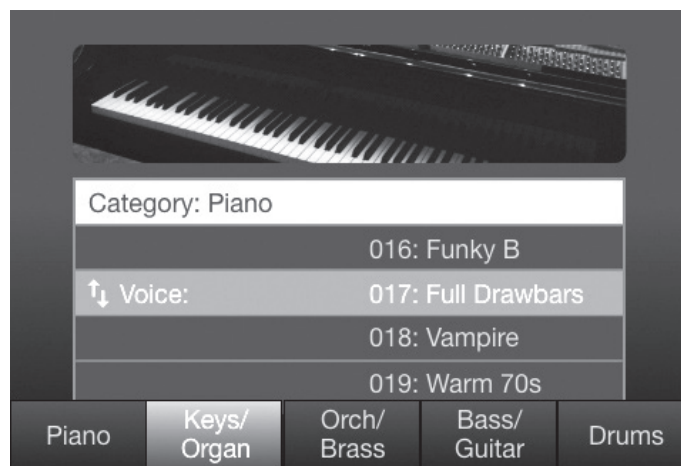 Category: Piano
016: Funky B
Voice: 017: Full Drawbars
018: Vampire
019: Warm 70s
Piano
Keys/
Organ
Orch/
Brass
Bass/
Guitar
Drums